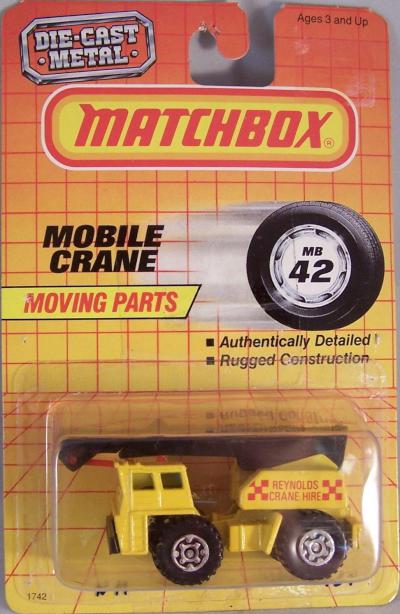 Ages 3 and Up
DIE-CAST
METAL
MATCHBOX®
MOBILE
CRANE
MB
42
MOVING PARTS
▪ Authentically Detailed
▪ Rugged Construction
REYNOLDS
CRANE HIRE
1742